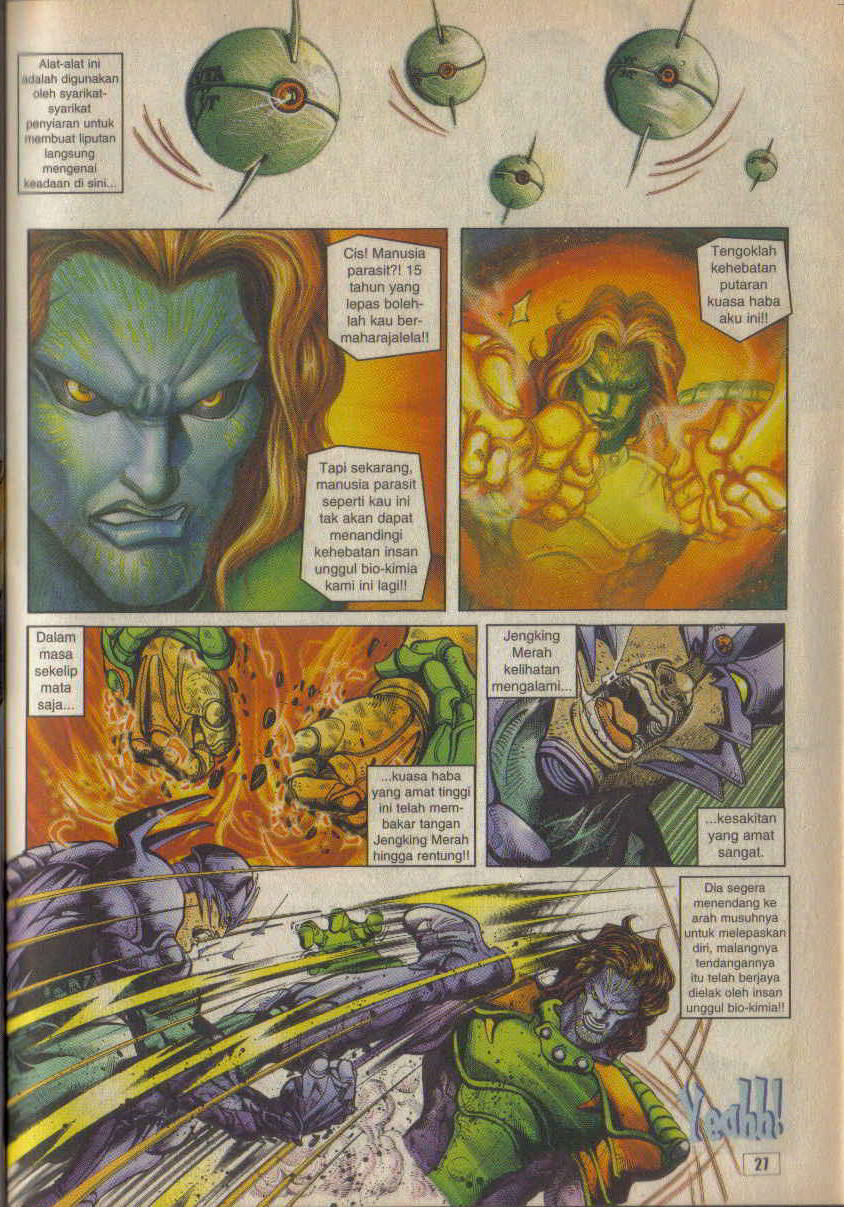 Alat-alat ini
adalah digunakan
oleh syarikat-
syarikat
penyiaran untuk
membuat liputan
langsung
mengenai
keadaan di sini...
Cis! Manusia
parasit?! 15
tahun yang
lepas boleh-
lah kau ber-
maharajalela!!
Tapi sekarang,
manusia parasit
seperti kau ini
tak akan dapat
menandingi
kehebatan insan
unggul bio-kimia
kami ini lagi!!
Tengoklah
kehebatan
putaran
kuasa haba
aku ini!!
Dalam
masa
sekelip
mata
saja...
...kuasa haba
yang amat tinggi
ini telah mem-
bakar tangan
Jengking Merah
hingga rentung!!
Jengking
Merah
kelihatan
mengalami...
...kesakitan
yang amat
sangat.
Dia segera
menendang ke
arah musuhnya
untuk melepaskan
diri, malangnya
tendangannya
itu telah berjaya
dielak oleh insan
unggul bio-kimia!!
Yeahh!
27